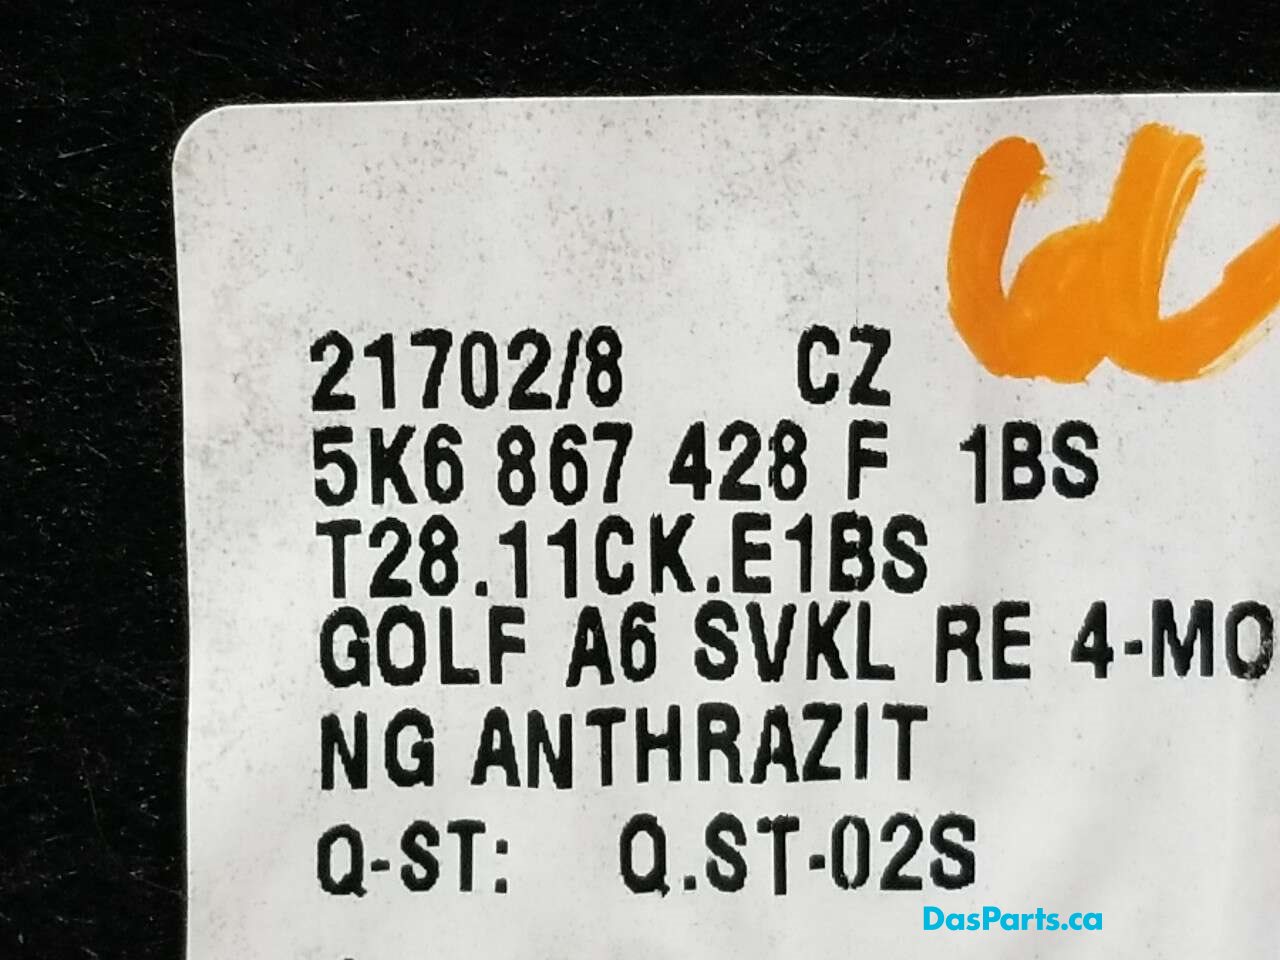 21702/8 CZ
5K6 867 428 F 1BS
T28.11CK.E1BS
GOLF A6 SVKL RE 4-MO
NG ANTHRAZIT
Q-ST: Q.ST-02S
DasParts.ca